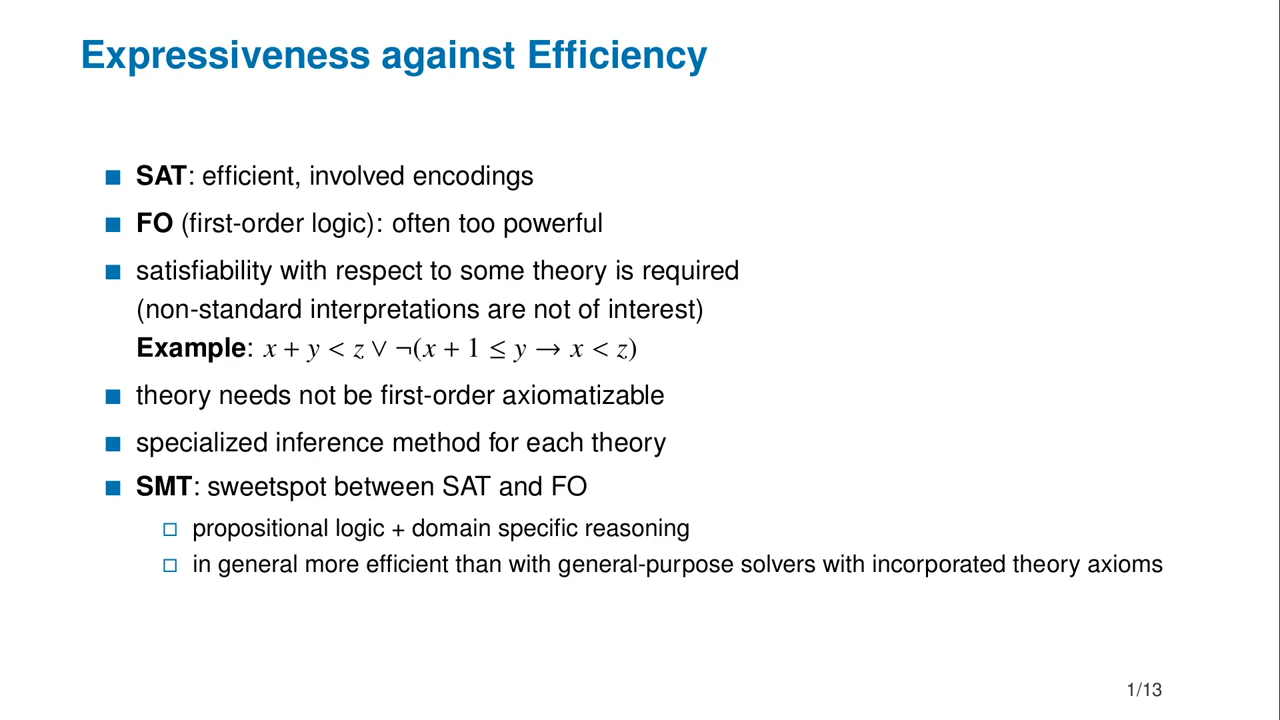 Expressiveness against Efficiency
SAT: efficient, involved encodings
FO (first-order logic): often too powerful
satisfiability with respect to some theory is required
(non-standard interpretations are not of interest)
Example: x + y < z ∨ ¬(x + 1 ≤ y → x < z)
theory needs not be first-order axiomatizable
specialized inference method for each theory
SMT: sweetspot between SAT and FO
propositional logic + domain specific reasoning
in general more efficient than with general-purpose solvers with incorporated theory axioms
1/13